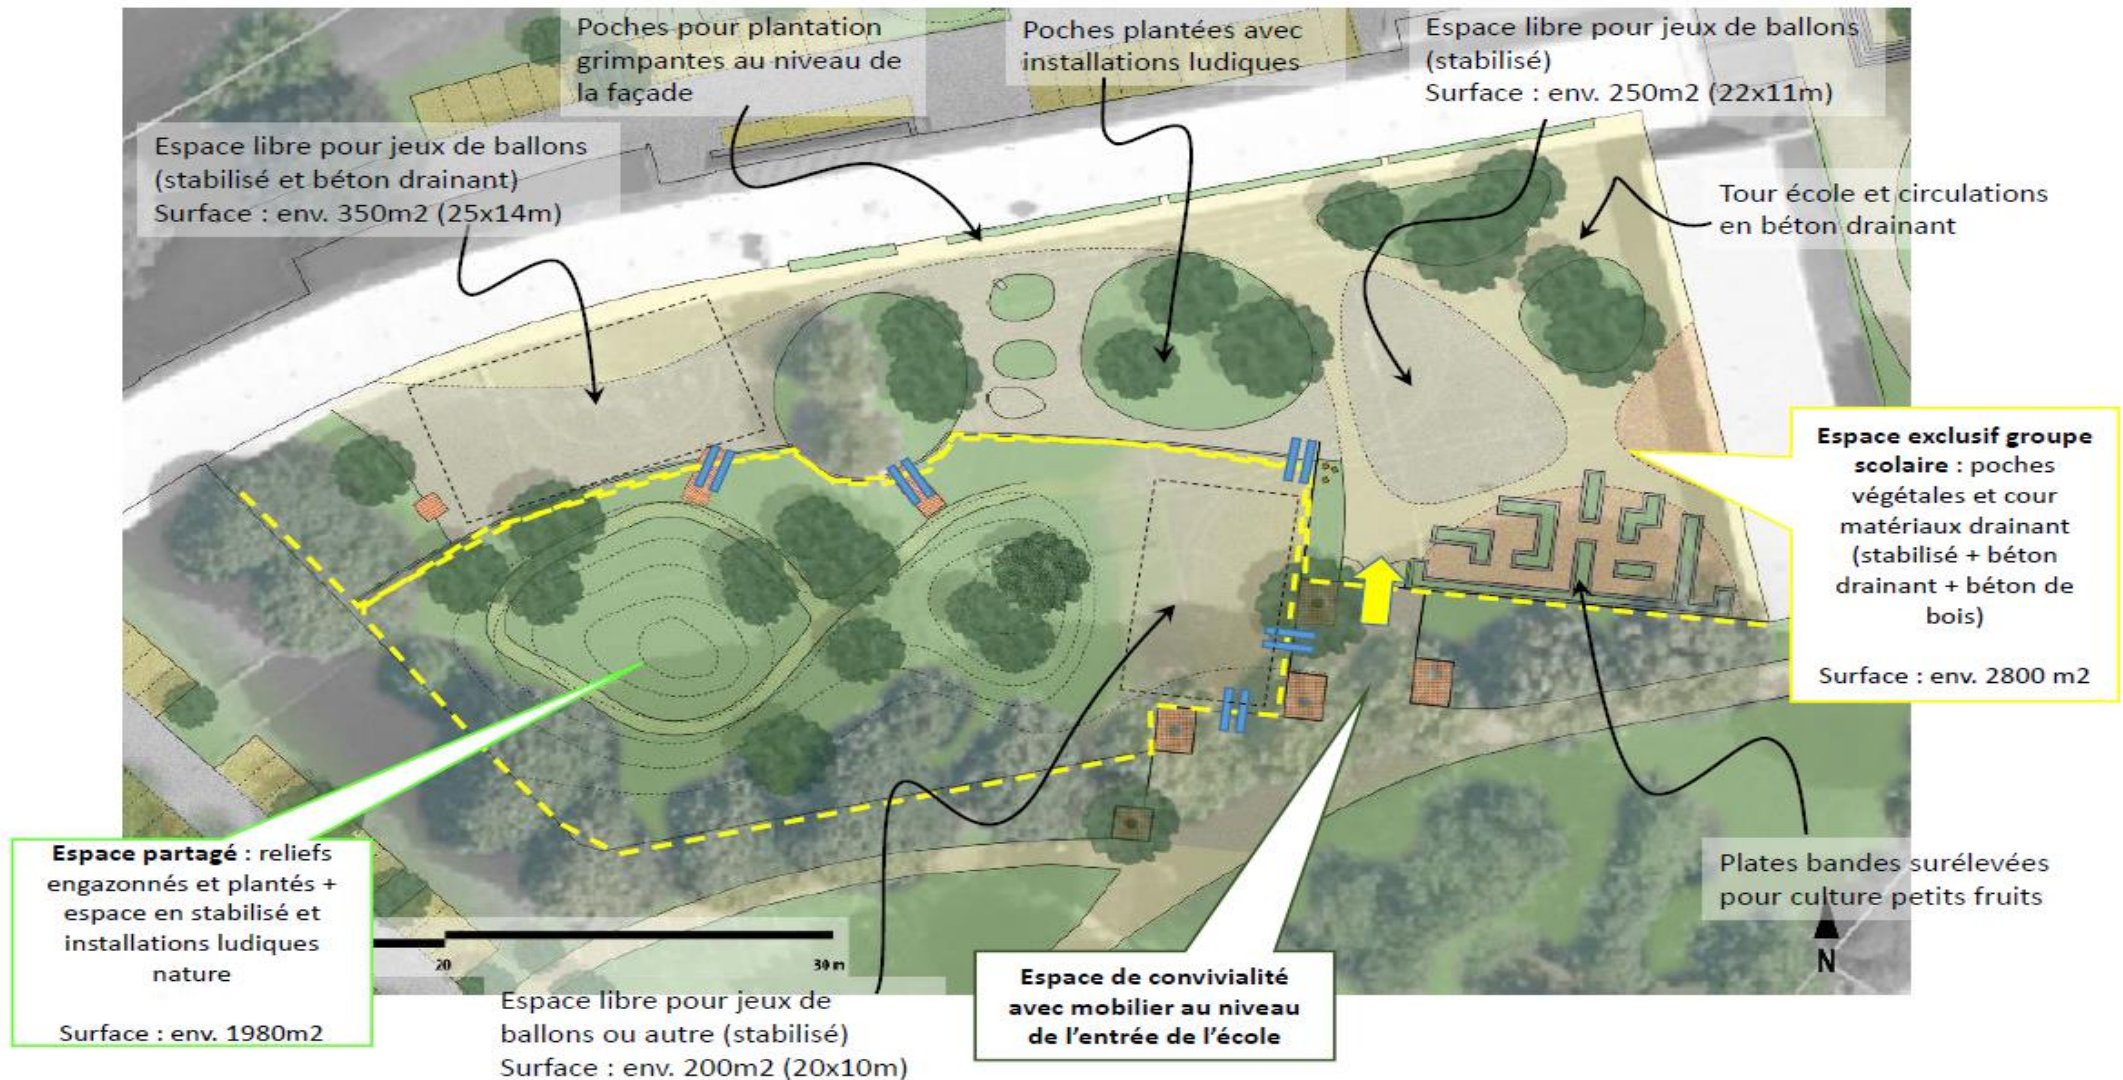 Poches pour plantation
grimpantes au niveau de
la façade
Poches plantées avec
installations ludiques
Espace libre pour jeux de ballons
(stabilisé)
Surface : env. 250m2 (22x11m)
Espace libre pour jeux de ballons
(stabilisé et béton drainant)
Surface : env. 350m2 (25x14m)
Tour école et circulations
en béton drainant
Espace exclusif groupe
scolaire : poches
végétales et cour
matériaux drainant
(stabilisé + béton
drainant + béton de
bois)
Surface : env. 2800 m2
Espace partagé : reliefs
engazonnés et plantés +
espace en stabilisé et
installations ludiques
nature
Surface : env. 1980m2
20
30 m
Espace libre pour jeux de
ballons ou autre (stabilisé)
Surface : env. 200m2 (20x10m)
Espace de convivialité
avec mobilier au niveau
de l'entrée de l'école
Plates bandes surélevées
pour culture petits fruits
N